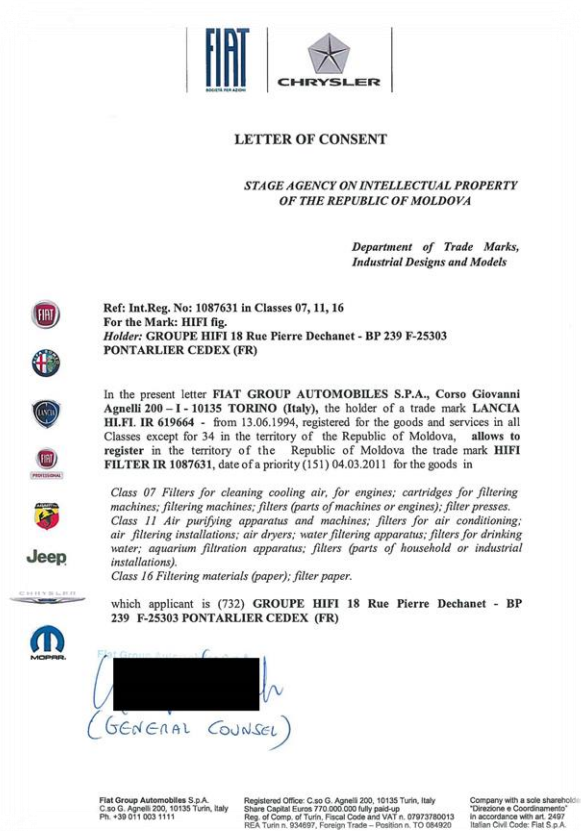 FIAT
SOCIETÀ PER AZIONI
CHRYSLER
LETTER OF CONSENT
STAGE AGENCY ON INTELLECTUAL PROPERTY
OF THE REPUBLIC OF MOLDOVA
Department of Trade Marks,
Industrial Designs and Models
FIAT
Ref: Int.Reg. No: 1087631 in Classes 07, 11, 16
For the Mark: HIFI fig.
Holder: GROUPE HIFI 18 Rue Pierre Dechanet - BP 239 F-25303
PONTARLIER CEDEX (FR)
In the present letter FIAT GROUP AUTOMOBILES S.P.A., Corso Giovanni
Agnelli 200 – I - 10135 TORINO (Italy), the holder of a trade mark LANCIA
HI.FI. IR 619664 - from 13.06.1994, registered for the goods and services in all
Classes except for 34 in the territory of the Republic of Moldova, allows to
register in the territory of the Republic of Moldova the trade mark HIFI
FILTER IR 1087631, date of a priority (151) 04.03.2011 for the goods in
LANCIA
FIAT
PROFESSIONAL
Class 07 Filters for cleaning cooling air, for engines; cartridges for filtering
machines; filtering machines; filters (parts of machines or engines); filter presses.
Class 11 Air purifying apparatus and machines; filters for air conditioning;
air filtering installations; air dryers; water filtering apparatus; filters for drinking
water; aquarium filtration apparatus; filters (parts of household or industrial
installations).
Class 16 Filtering materials (paper); filter paper.
Jeep
CHRYSLER
which applicant is (732) GROUPE HIFI 18 Rue Pierre Dechanet - BP
239 F-25303 PONTARLIER CEDEX (FR)
MOPAR.
Fiat Group
(GENERAL COUNSEL)
Fiat Group Automobiles S.p.A.
C.so G. Agnelli 200, 10135 Turin, Italy
Ph. +39 011 003 1111
Registered Office: C.so G. Agnelli 200, 10135 Turin, Italy
Share Capital Euros 770.000.000 fully paid-up
Reg. of Comp. of Turin, Fiscal Code and VAT n. 07973780013
REA Turin n. 934697, Foreign Trade – Position n. TO 084920
Company with a sole shareholde
"Direzione e Coordinamento"
in accordance with art. 2497
Italian Civil Code: Fiat S.p.A.